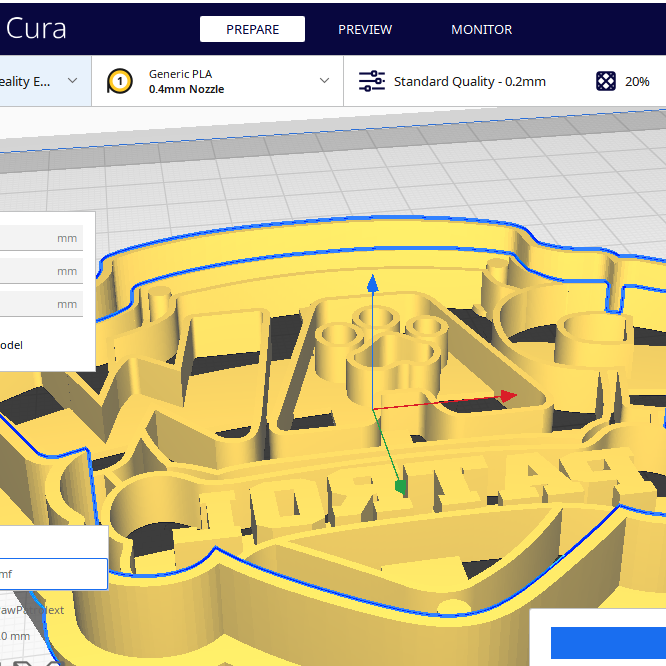 Cura
PREPARE
PREVIEW
MONITOR
eality E...
1
Generic PLA
0.4mm Nozzle
Standard Quality - 0.2mm
20%
mm
mm
mm
odel
mf
0 mm